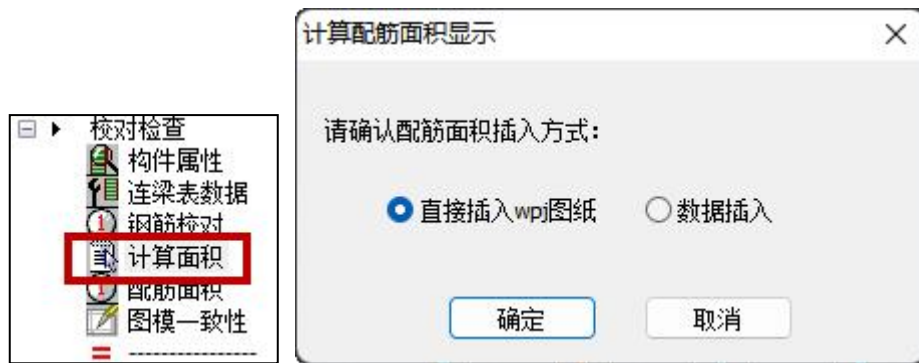 校对检查
构件属性
连梁表数据
钢筋校对
计算面积
配筋面积
图模一致性
计算配筋面积显示
请确认配筋面积插入方式：
直接插入wpj图纸
数据插入
确定
取消